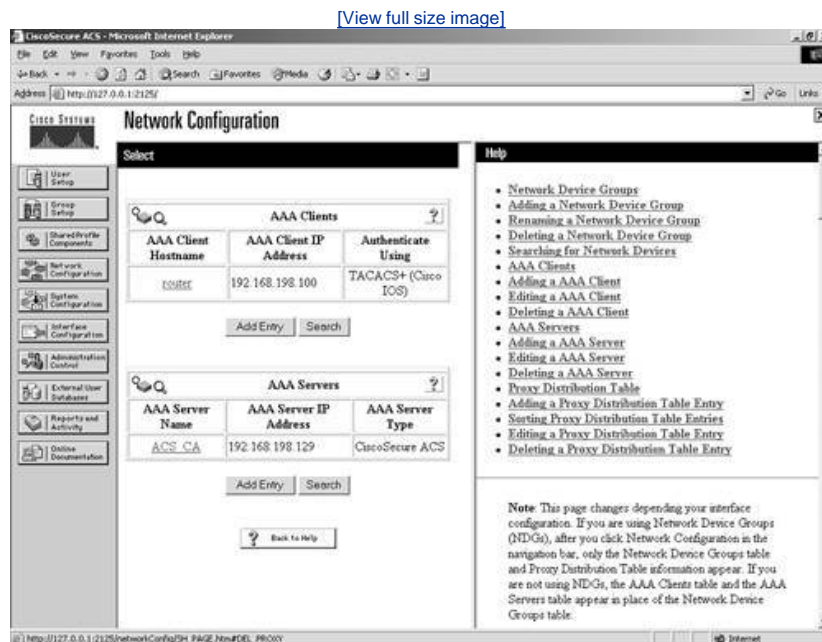 [View full size image]
CiscoSecure ACS - Microsoft Internet Explorer
File Edit View Favorites Tools Help
Back Search Favorites Media
Address http://127.0.0.1:2125/ Go Links
CISCO SYSTEMS
Network Configuration
Select
User Setup
Group Setup
Shared Profile Components
Network Configuration
System Configuration
Interface Configuration
Administration Control
External User Databases
Reports and Activity
Online Documentation
AAA Clients ?
AAA Client Hostname
AAA Client IP Address
Authenticate Using
router 192.168.198.100 TACACS+ (Cisco IOS)
Add Entry Search
AAA Servers ?
AAA Server Name
AAA Server IP Address
AAA Server Type
ACS_CA 192.168.198.129 CiscoSecure ACS
Add Entry Search
? Back to Help
Help
Network Device Groups
Adding a Network Device Group
Renaming a Network Device Group
Deleting a Network Device Group
Searching for Network Devices
AAA Clients
Adding a AAA Client
Editing a AAA Client
Deleting a AAA Client
AAA Servers
Adding a AAA Server
Editing a AAA Server
Deleting a AAA Server
Proxy Distribution Table
Adding a Proxy Distribution Table Entry
Sorting Proxy Distribution Table Entries
Editing a Proxy Distribution Table Entry
Deleting a Proxy Distribution Table Entry
Note: This page changes depending your interface
configuration. If you are using Network Device Groups
(NDGs), after you click Network Configuration in the
navigation bar, only the Network Device Groups table
and Proxy Distribution Table information appear. If you
are not using NDGs, the AAA Clients table and the AAA
Servers table appear in place of the Network Device
Groups table.
http://127.0.0.1:2125/networkConfig/SH_PAGE.htm#DEL_PROXY Internet